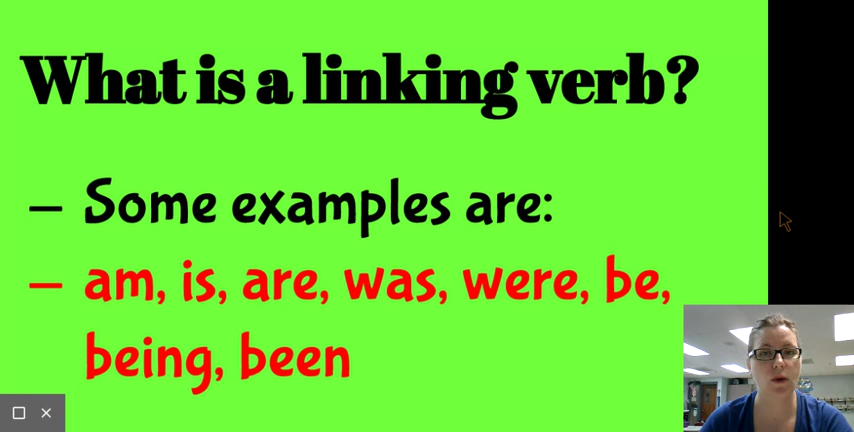 What is a linking verb?
– Some examples are:
– am, is, are, was, were, be,
being, been